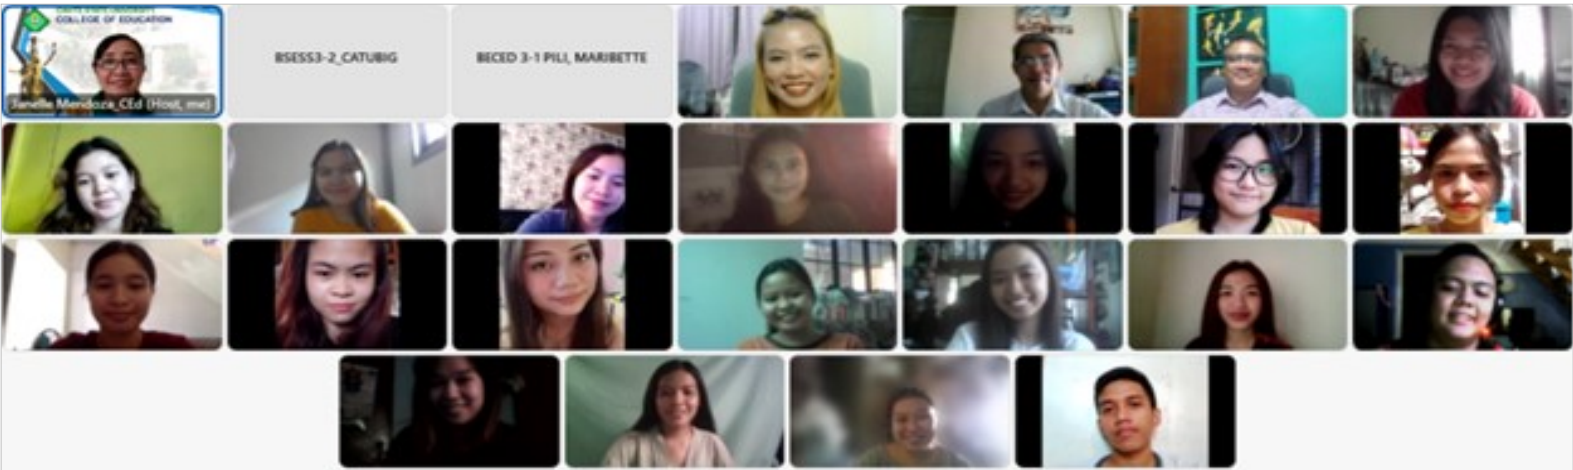 COLLEGE OF EDUCATION
Janelle Mendoza_CEd (Host, me)
BSESS3-2_CATUBIG
BECED 3-1 PILI, MARIBETTE